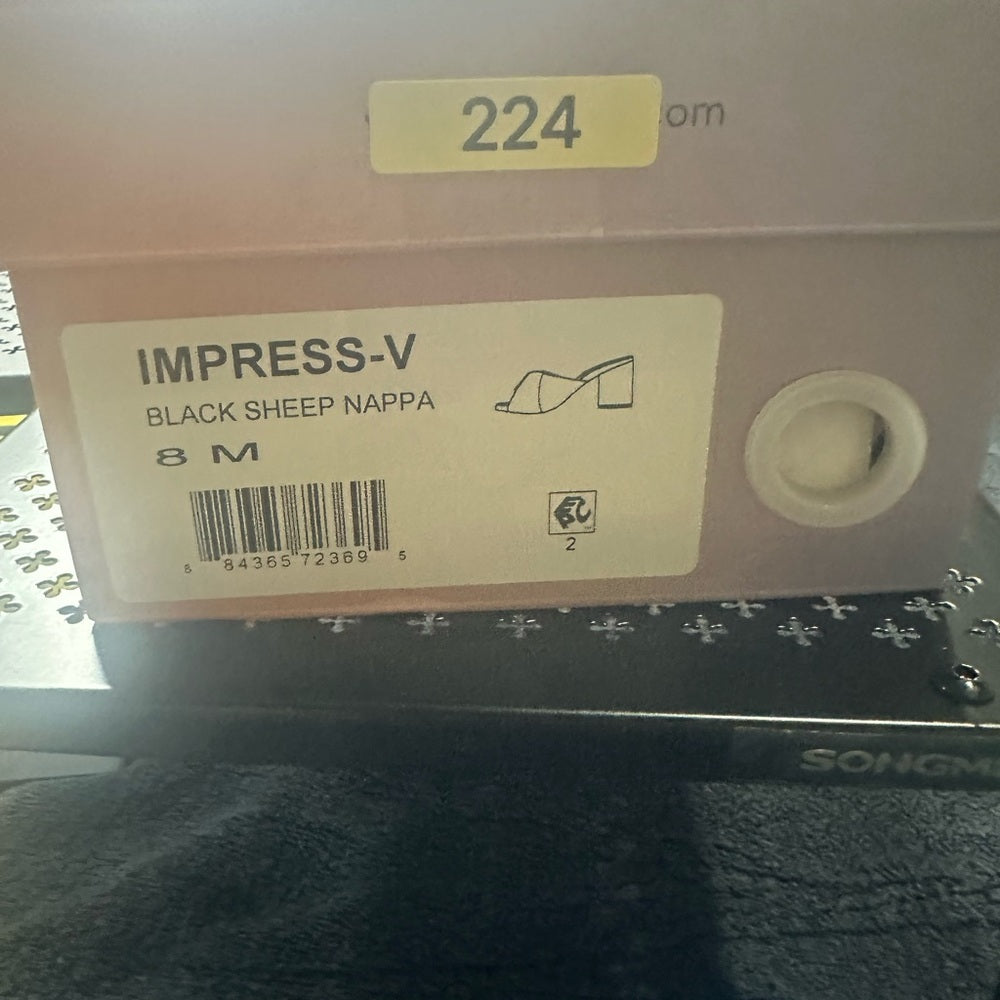 224
om
IMPRESS-V
BLACK SHEEP NAPPA
8 M
8 84365 72369 5
2